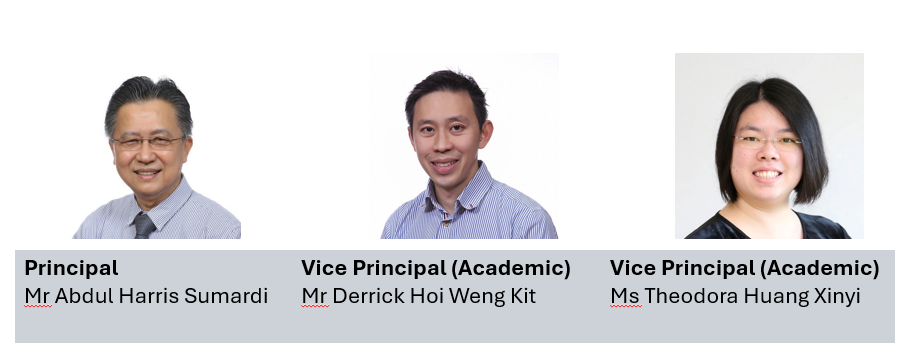 Principal
Mr Abdul Harris Sumardi
Vice Principal (Academic)
Mr Derrick Hoi Weng Kit
Vice Principal (Academic)
Ms Theodora Huang Xinyi